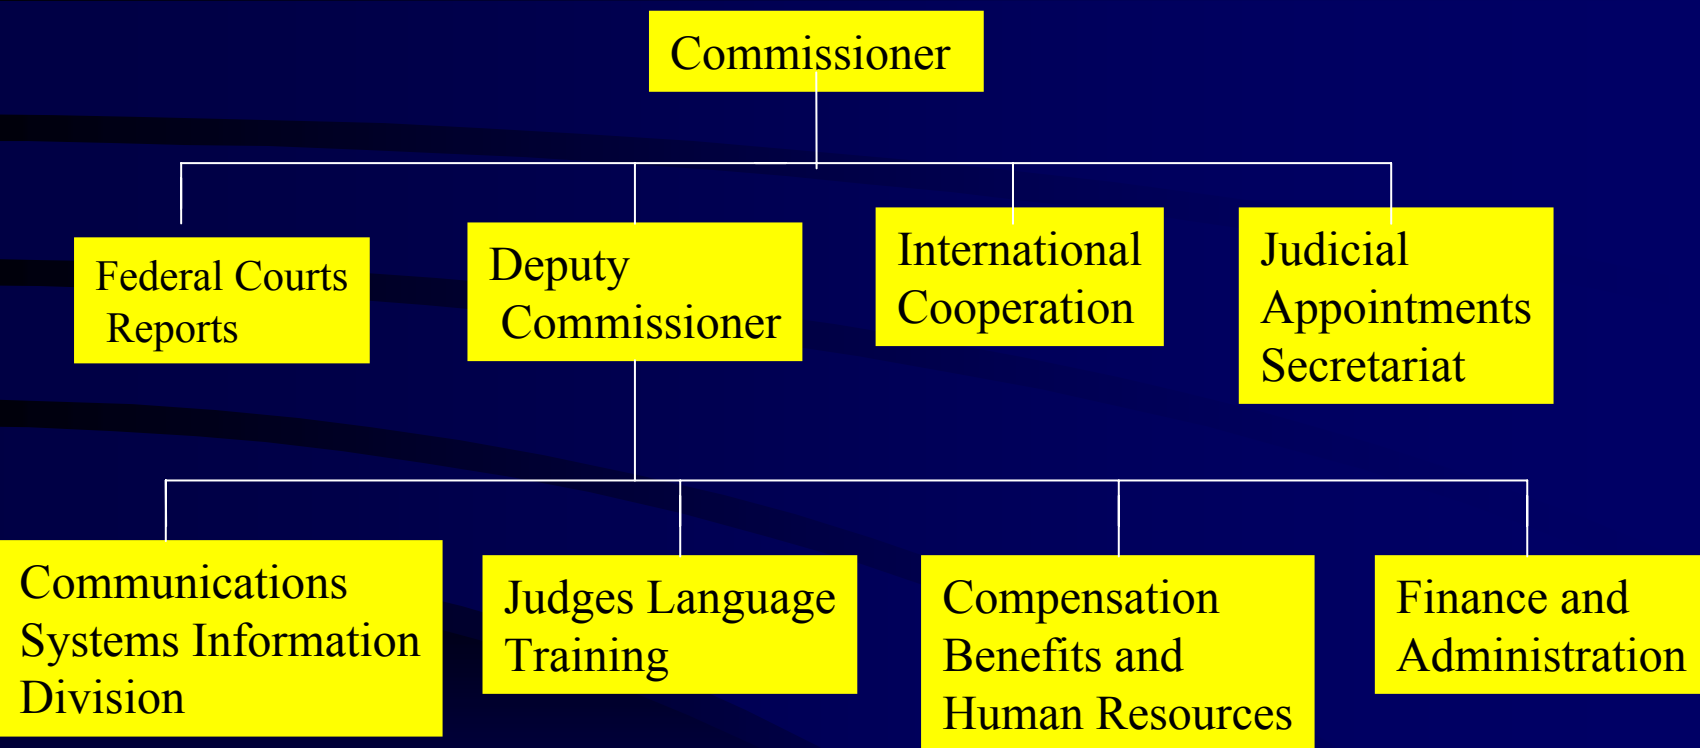 Commissioner
Federal Courts
Reports
Deputy
Commissioner
International
Cooperation
Judicial
Appointments
Secretariat
Communications
Systems Information
Division
Judges Language
Training
Compensation
Benefits and
Human Resources
Finance and
Administration